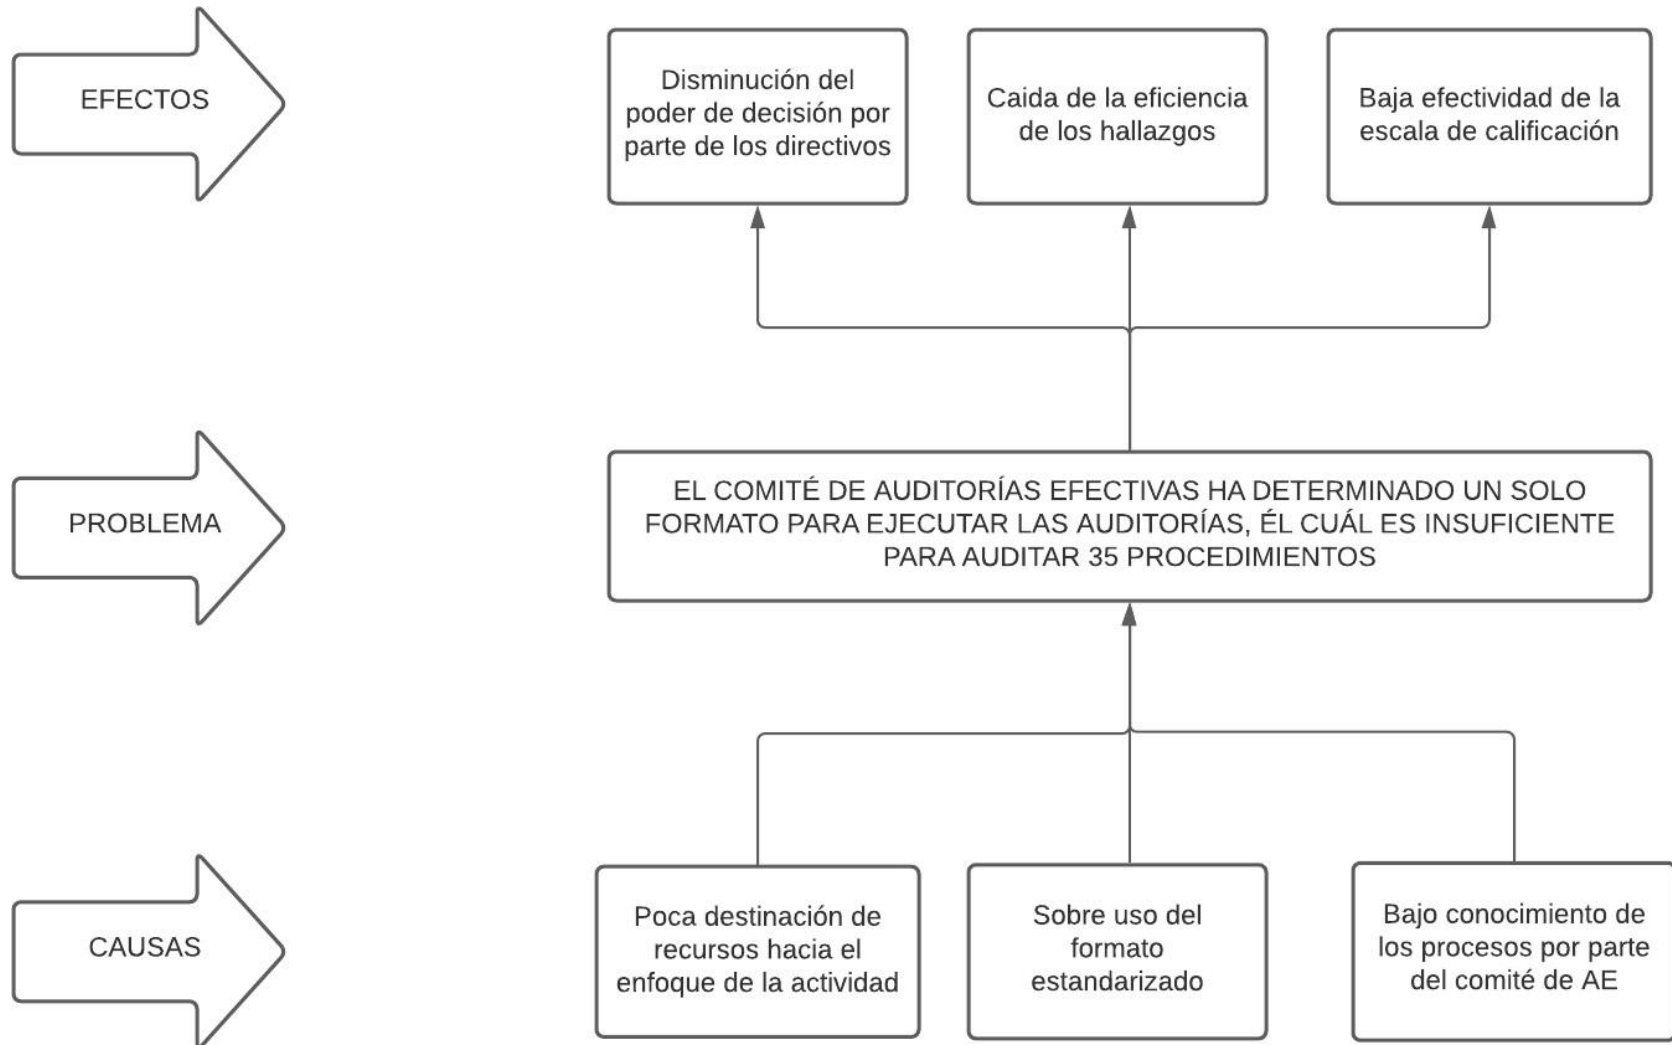 EFECTOS
Disminución del
poder de decisión por
parte de los directivos
Caida de la eficiencia
de los hallazgos
Baja efectividad de la
escala de calificación
PROBLEMA
EL COMITÉ DE AUDITORÍAS EFECTIVAS HA DETERMINADO UN SOLO
FORMATO PARA EJECUTAR LAS AUDITORÍAS, ÉL CUÁL ES INSUFICIENTE
PARA AUDITAR 35 PROCEDIMIENTOS
CAUSAS
Poca destinación de
recursos hacia el
enfoque de la actividad
Sobre uso del
formato
estandarizado
Bajo conocimiento de
los procesos por parte
del comité de AE